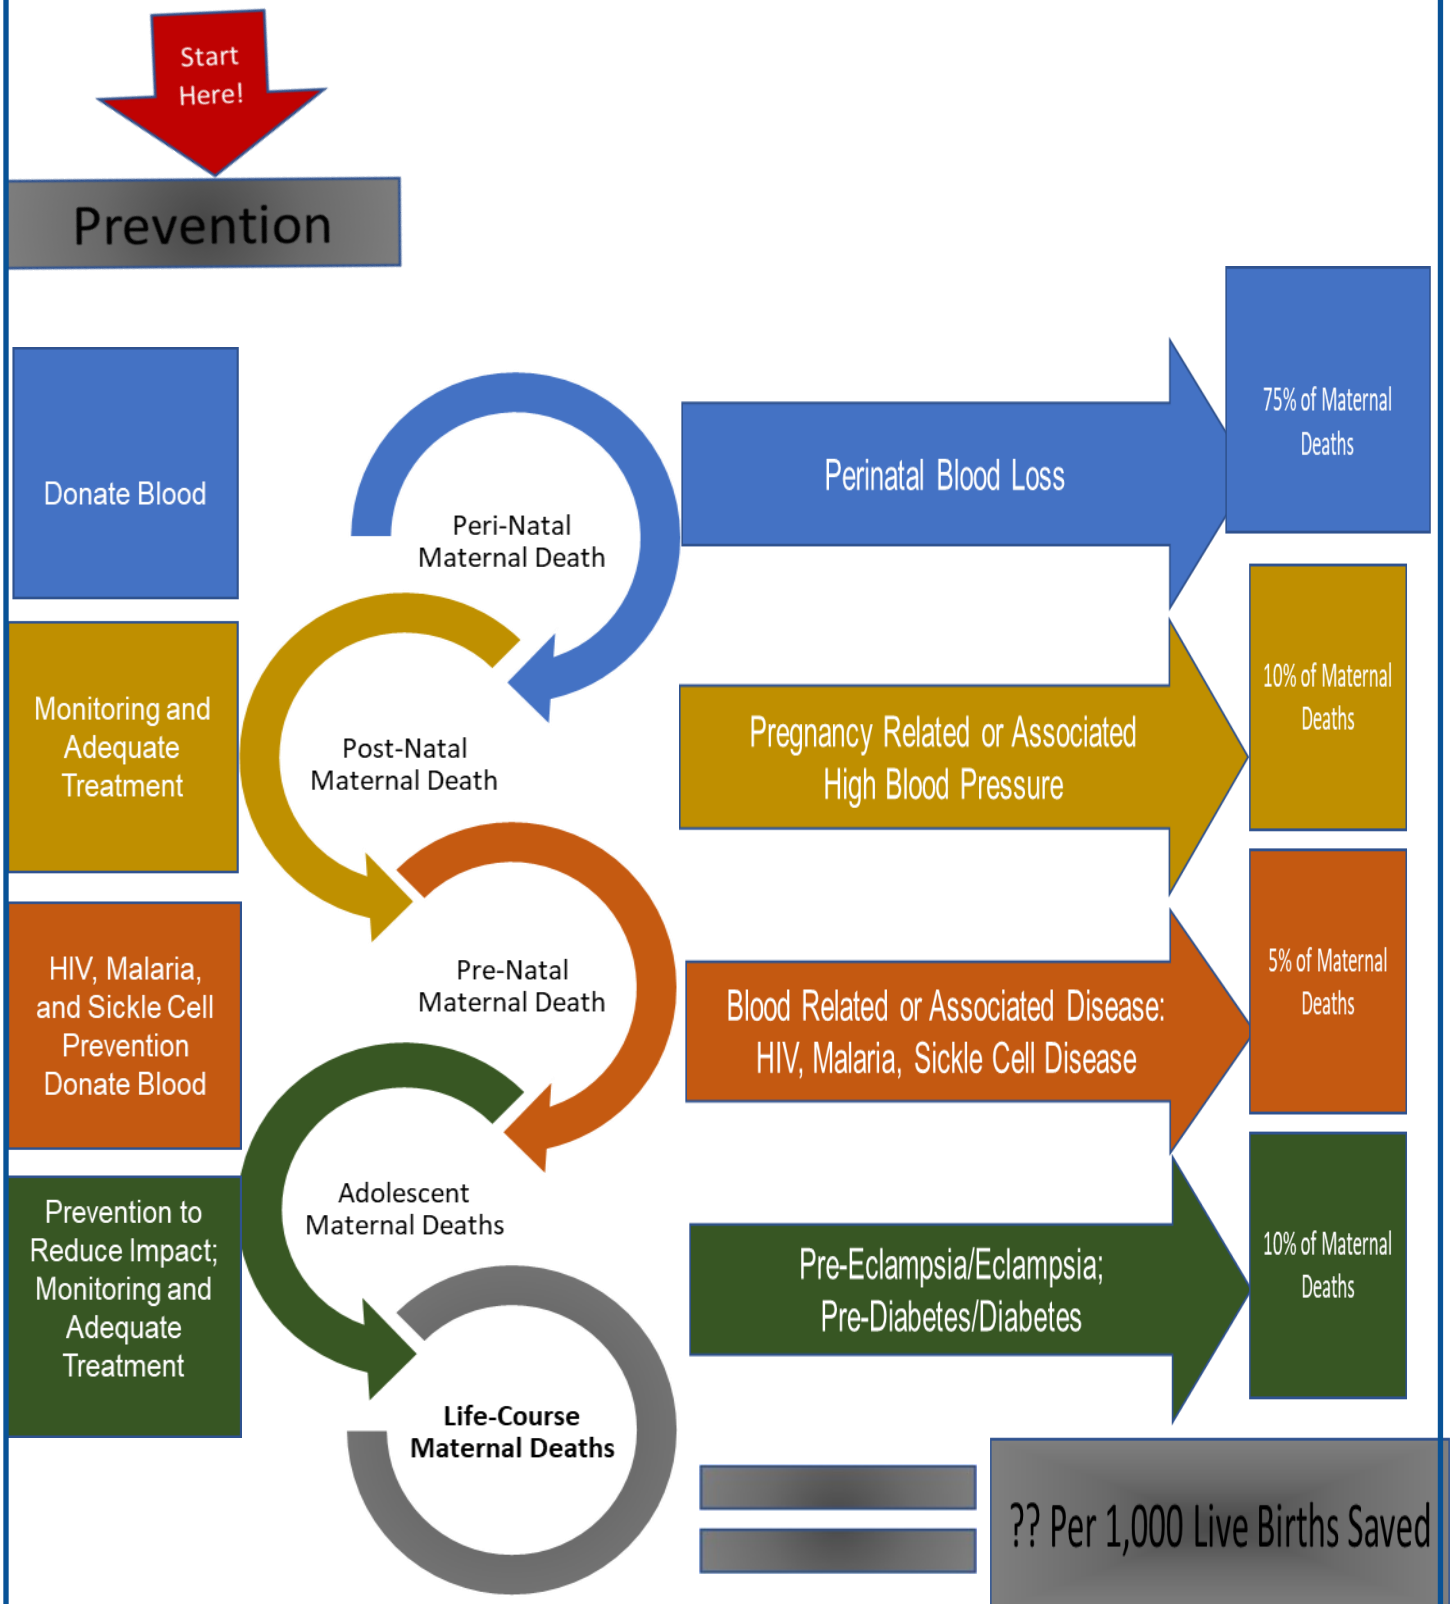 Start
Here!
Prevention
Donate Blood
Peri-Natal
Maternal Death
Perinatal Blood Loss
75% of Maternal
Deaths
Monitoring and
Adequate
Treatment
Post-Natal
Maternal Death
Pregnancy Related or Associated
High Blood Pressure
10% of Maternal
Deaths
HIV, Malaria,
and Sickle Cell
Prevention
Donate Blood
Pre-Natal
Maternal Death
Blood Related or Associated Disease:
HIV, Malaria, Sickle Cell Disease
5% of Maternal
Deaths
Prevention to
Reduce Impact;
Monitoring and
Adequate
Treatment
Adolescent
Maternal Deaths
Pre-Eclampsia/Eclampsia;
Pre-Diabetes/Diabetes
10% of Maternal
Deaths
Life-Course
Maternal Deaths
?? Per 1,000 Live Births Saved